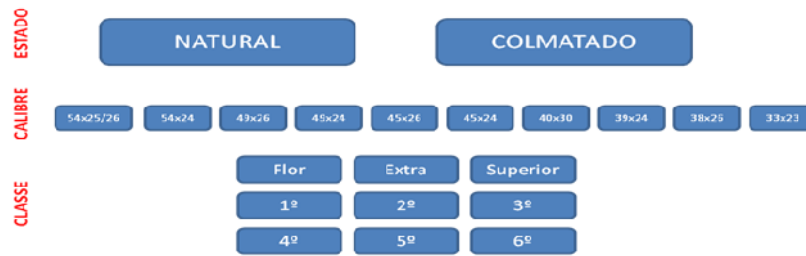 ESTADO
NATURAL COLMATADO
CALIBRE
54x25/26 54x24 49x26 49x24 45x26 45x24 40x30 39x24 38x25 33x23
CLASSE
Flor Extra Superior
1º 2º 3º
4º 5º 6º